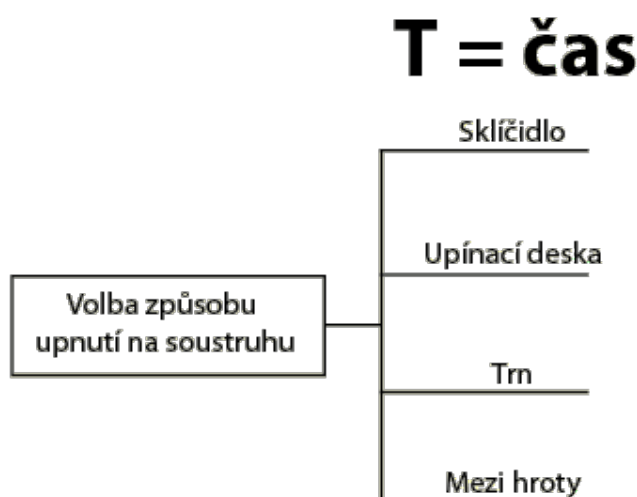 T = čas
Sklíčidlo
Upínací deska
Volba způsobu
upnutí na soustruhu
Trn
Mezi hroty